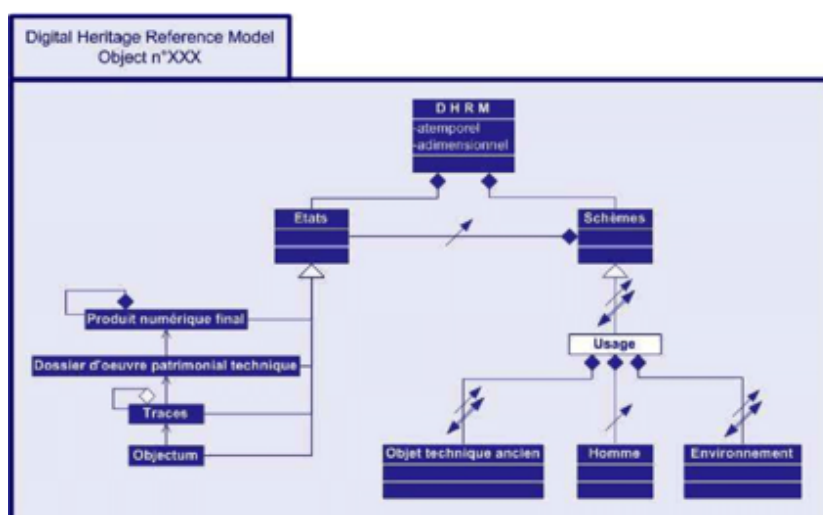 Digital Heritage Reference Model
Object n°XXX
D H R M
-atemporel
-adimensionnel
Etats
Schèmes
Produit numérique final
Usage
Dossier d'oeuvre patrimonial technique
Traces
Objectum
Objet technique ancien
Homme
Environnement